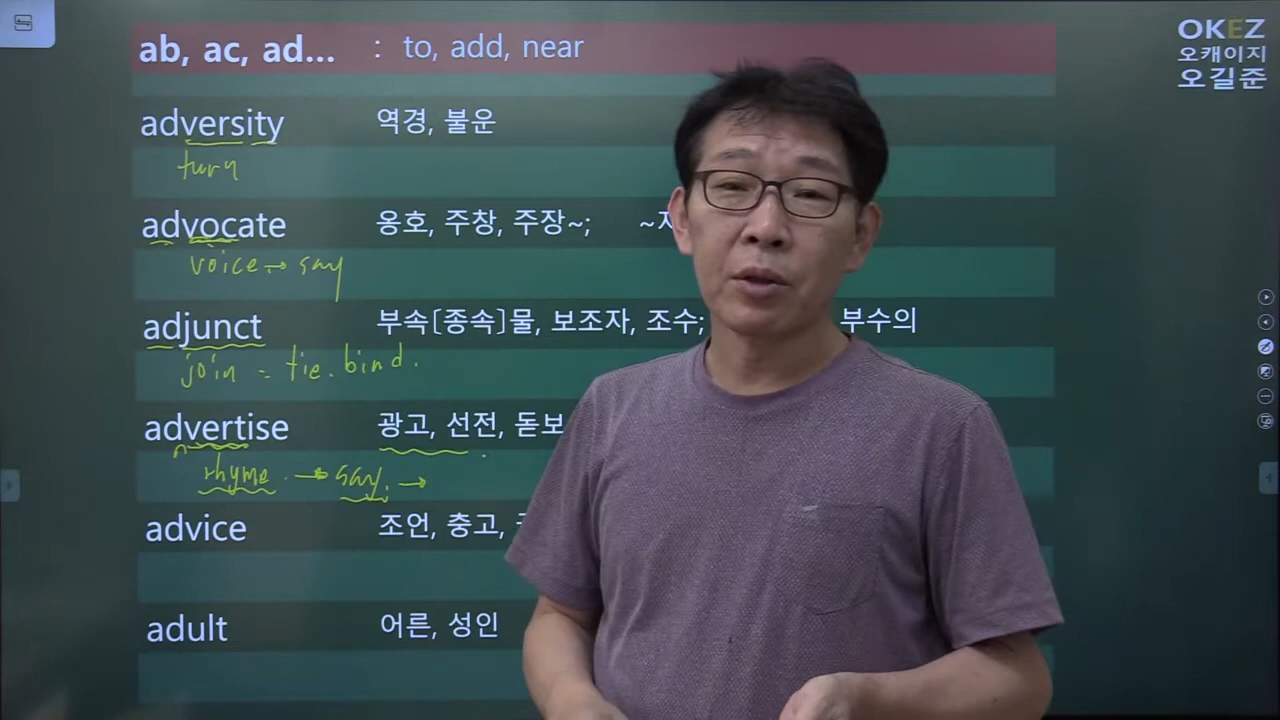 ab, ac, ad... : to, add, near
OKEZ
오캐이지
오길준
adversity 역경, 불운
turn
advocate 옹호, 주창, 주장~;
voice → say
adjunct 부속[종속]물, 보조자, 조수; 부수의
join = tie. bind.
advertise 광고, 선전, 돋보
rhyme → say. →
advice 조언, 충고,
adult 어른, 성인